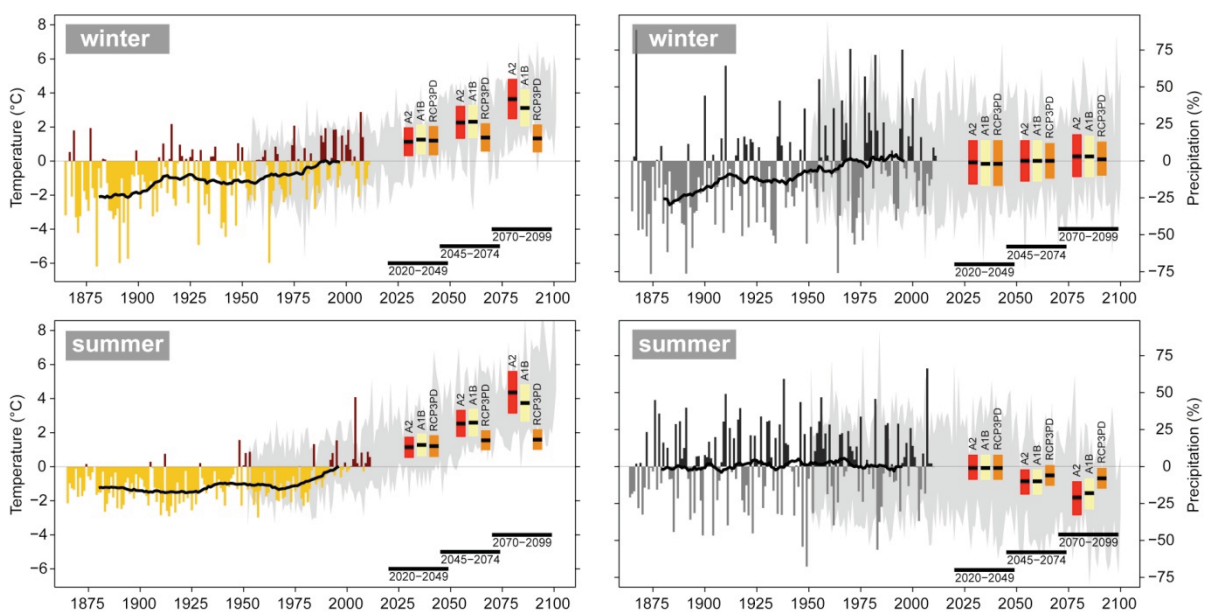 winter
Temperature (°C)
8
6
4
2
0
−2
−4
−6
A2
A1B
RCP3PD
A2
A1B
RCP3PD
A2
A1B
RCP3PD
2020−2049
2045−2074
2070−2099
1875 1900 1925 1950 1975 2000 2025 2050 2075 2100
winter
Precipitation (%)
75
50
25
0
−25
−50
−75
A2
A1B
RCP3PD
A2
A1B
RCP3PD
A2
A1B
RCP3PD
2020−2049
2045−2074
2070−2099
1875 1900 1925 1950 1975 2000 2025 2050 2075 2100
summer
Temperature (°C)
8
6
4
2
0
−2
−4
−6
A2
A1B
RCP3PD
A2
A1B
RCP3PD
A2
A1B
RCP3PD
2020−2049
2045−2074
2070−2099
1875 1900 1925 1950 1975 2000 2025 2050 2075 2100
summer
Precipitation (%)
75
50
25
0
−25
−50
−75
A2
A1B
RCP3PD
A2
A1B
RCP3PD
A2
A1B
RCP3PD
2020−2049
2045−2074
2070−2099
1875 1900 1925 1950 1975 2000 2025 2050 2075 2100